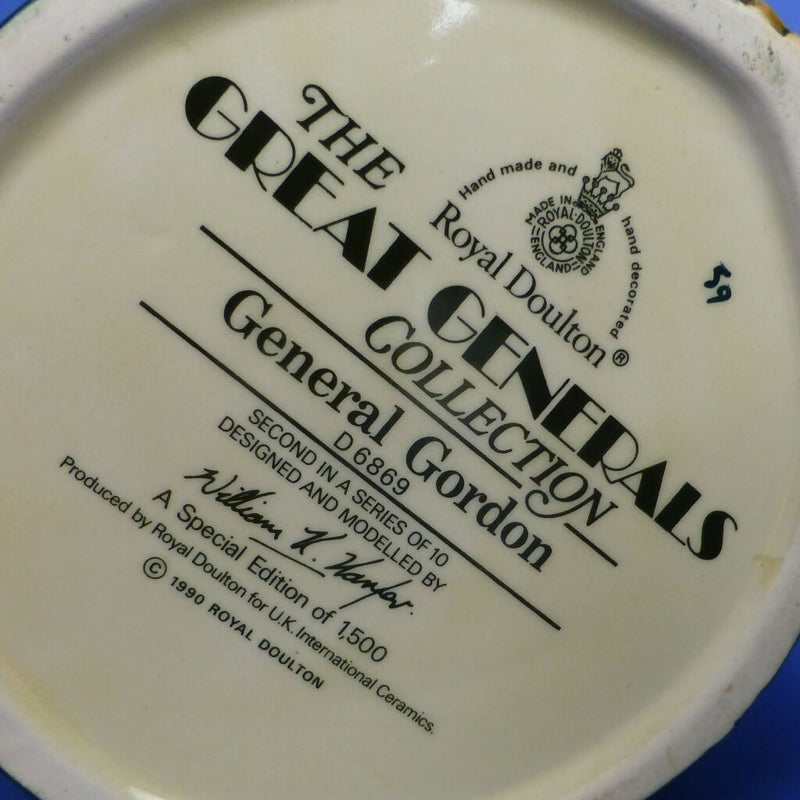 THE
GREAT GENERALS
COLLECTION
Hand made and hand decorated
MADE IN ENGLAND
ROYAL·DOULTON
ENGLAND
Royal Doulton ®
59
General Gordon
D 6869
SECOND IN A SERIES OF 10
DESIGNED AND MODELLED BY
William K. Harper.
A Special Edition of 1,500
Produced by Royal Doulton for U.K. International Ceramics.
© 1990 ROYAL DOULTON